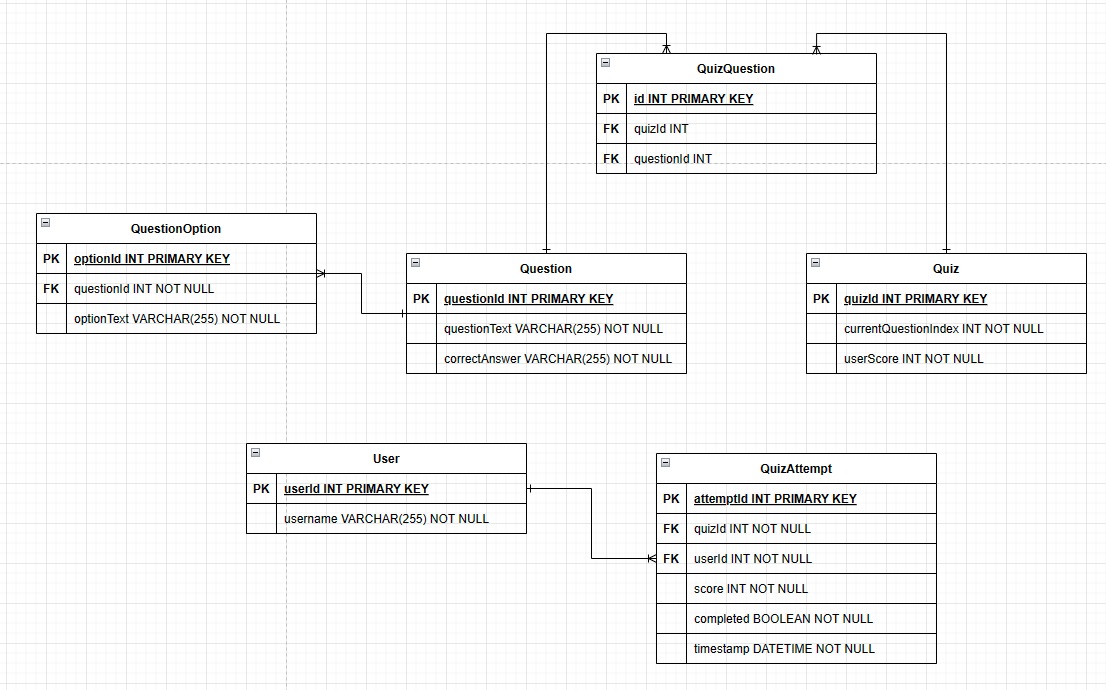 QuizQuestion
PK id INT PRIMARY KEY
FK quizId INT
FK questionId INT
QuestionOption
PK optionId INT PRIMARY KEY
FK questionId INT NOT NULL
optionText VARCHAR(255) NOT NULL
Question
PK questionId INT PRIMARY KEY
questionText VARCHAR(255) NOT NULL
correctAnswer VARCHAR(255) NOT NULL
Quiz
PK quizId INT PRIMARY KEY
currentQuestionIndex INT NOT NULL
userScore INT NOT NULL
User
PK userId INT PRIMARY KEY
username VARCHAR(255) NOT NULL
QuizAttempt
PK attemptId INT PRIMARY KEY
FK quizId INT NOT NULL
FK userId INT NOT NULL
score INT NOT NULL
completed BOOLEAN NOT NULL
timestamp DATETIME NOT NULL